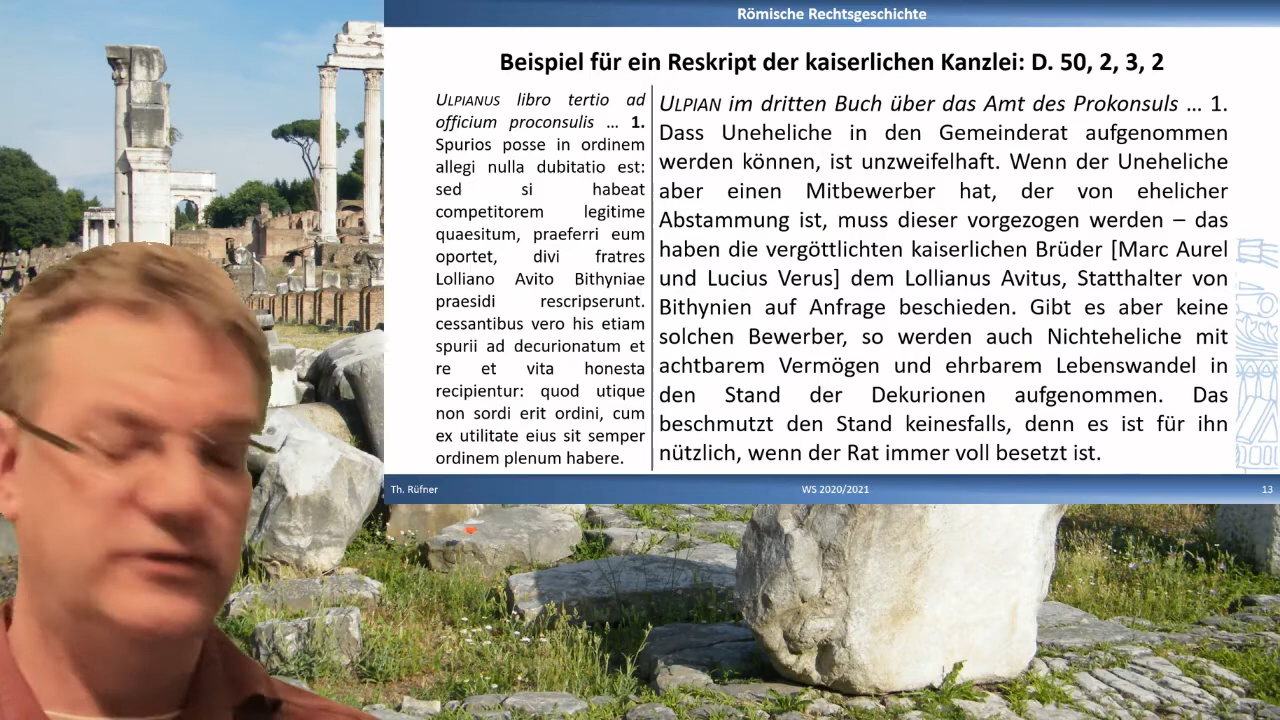 Römische Rechtsgeschichte
Beispiel für ein Reskript der kaiserlichen Kanzlei: D. 50, 2, 3, 2
ULPIANUS libro tertio ad
officium proconsulis … 1.
Spurios posse in ordinem
allegi nulla dubitatio est:
sed si habeat
competitorem legitime
quaesitum, praeferri eum
oportet, divi fratres
Lolliano Avito Bithyniae
praesidi rescripserunt.
cessantibus vero his etiam
spurii ad decurionatum et
re et vita honesta
recipientur: quod utique
non sordi erit ordini, cum
ex utilitate eius sit semper
ordinem plenum habere.
ULPIAN im dritten Buch über das Amt des Prokonsuls … 1.
Dass Uneheliche in den Gemeinderat aufgenommen
werden können, ist unzweifelhaft. Wenn der Uneheliche
aber einen Mitbewerber hat, der von ehelicher
Abstammung ist, muss dieser vorgezogen werden – das
haben die vergöttlichten kaiserlichen Brüder [Marc Aurel
und Lucius Verus] dem Lollianus Avitus, Statthalter von
Bithynien auf Anfrage beschieden. Gibt es aber keine
solchen Bewerber, so werden auch Nichteheliche mit
achtbarem Vermögen und ehrbarem Lebenswandel in
den Stand der Dekurionen aufgenommen. Das
beschmutzt den Stand keinesfalls, denn es ist für ihn
nützlich, wenn der Rat immer voll besetzt ist.
Th. Rüfner
WS 2020/2021
13